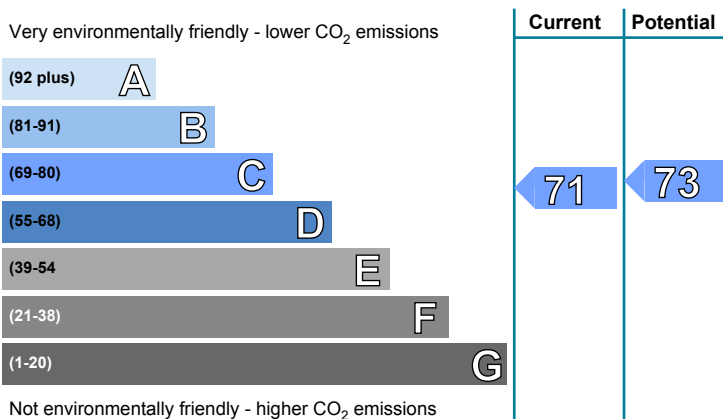 Very environmentally friendly - lower CO2 emissions
Current
Potential
(92 plus) A
(81-91) B
(69-80) C
71
73
(55-68) D
(39-54 E
(21-38) F
(1-20) G
Not environmentally friendly - higher CO2 emissions